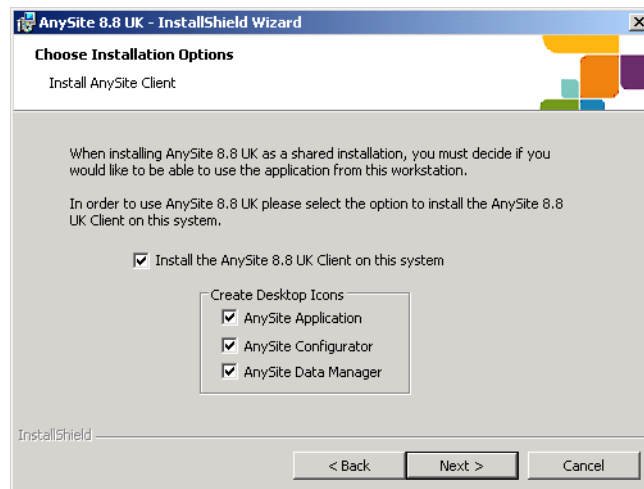 AnySite 8.8 UK - InstallShield Wizard
Choose Installation Options
Install AnySite Client
When installing AnySite 8.8 UK as a shared installation, you must decide if you
would like to be able to use the application from this workstation.
In order to use AnySite 8.8 UK please select the option to install the AnySite 8.8
UK Client on this system.
Install the AnySite 8.8 UK Client on this system
Create Desktop Icons
AnySite Application
AnySite Configurator
AnySite Data Manager
InstallShield
< Back Next > Cancel